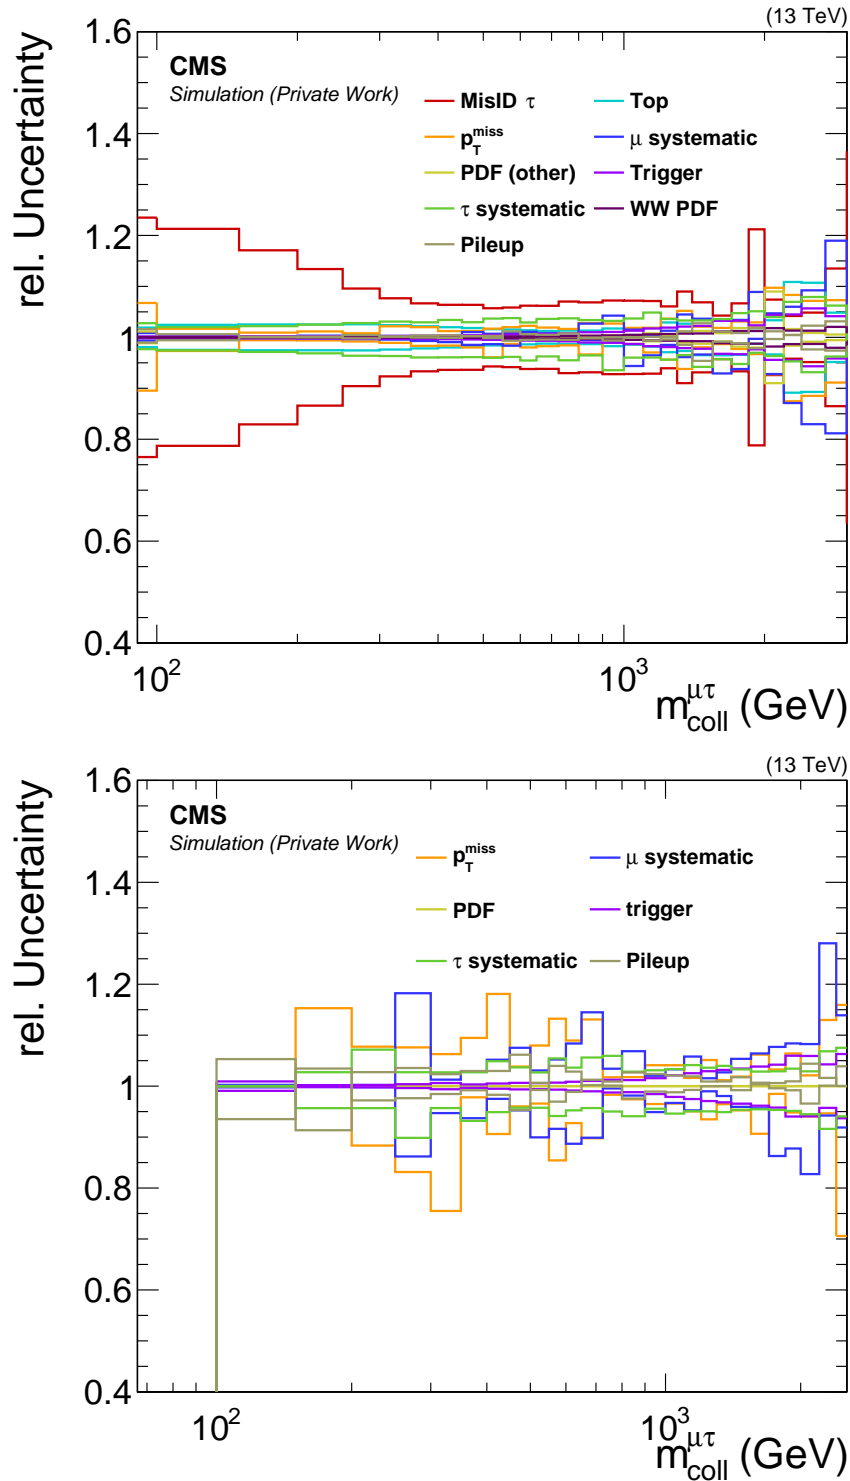 (13 TeV)
CMS
Simulation (Private Work)
MisID τ
Top
p_T^miss
μ systematic
PDF (other)
Trigger
τ systematic
WW PDF
Pileup
rel. Uncertainty
1.6
1.4
1.2
1
0.8
0.6
0.4
10²
10³
m_coll^μτ (GeV)
(13 TeV)
CMS
Simulation (Private Work)
p_T^miss
μ systematic
PDF
trigger
τ systematic
Pileup
rel. Uncertainty
1.6
1.4
1.2
1
0.8
0.6
0.4
10²
10³
m_coll^μτ (GeV)